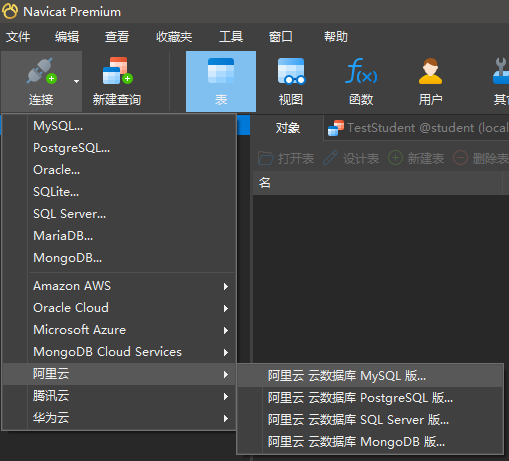 Navicat Premium
文件 编辑 查看 收藏夹 工具 窗口 帮助
连接 新建查询 表 视图 函数 用户
MySQL...
PostgreSQL...
Oracle...
SQLite...
SQL Server...
MariaDB...
MongoDB...
Amazon AWS
Oracle Cloud
Microsoft Azure
MongoDB Cloud Services
阿里云
腾讯云
华为云
对象 TestStudent @student (local
打开表 设计表 新建表 删除表
名
阿里云 云数据库 MySQL 版...
阿里云 云数据库 PostgreSQL 版...
阿里云 云数据库 SQL Server 版...
阿里云 云数据库 MongoDB 版...